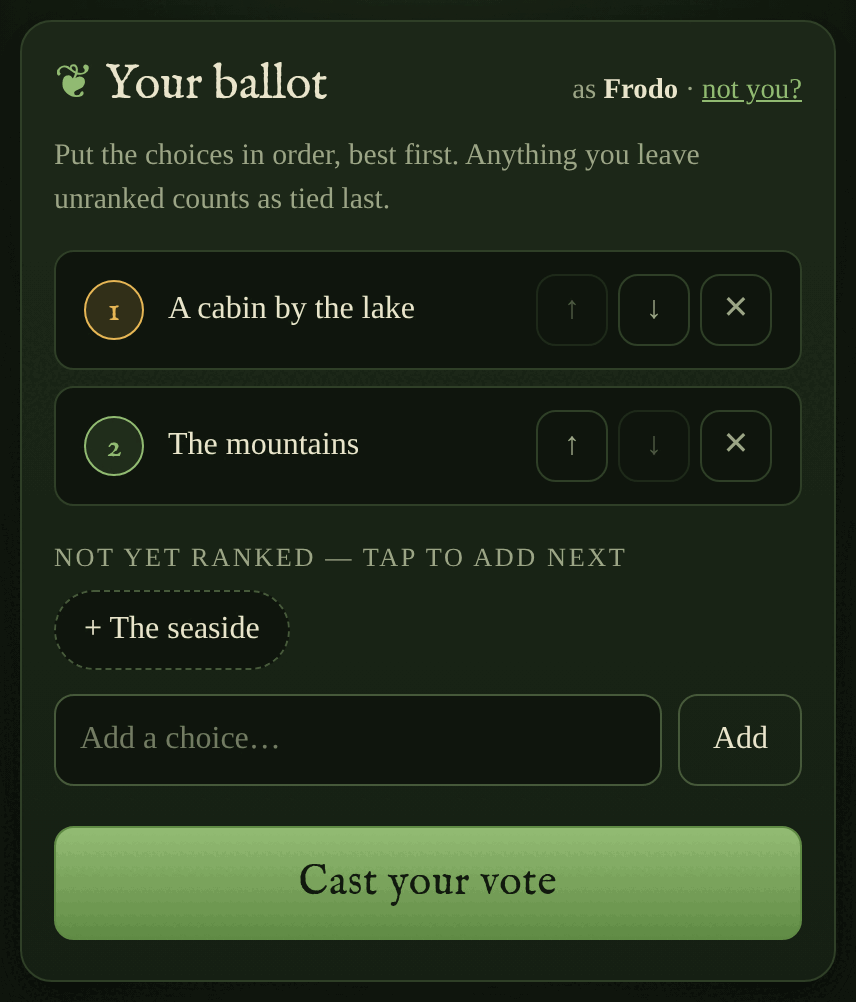 ❦ Your ballot
as Frodo · not you?
Put the choices in order, best first. Anything you leave
unranked counts as tied last.
1 A cabin by the lake ↑ ↓ ✕
2 The mountains ↑ ↓ ✕
NOT YET RANKED — TAP TO ADD NEXT
+ The seaside
Add a choice… Add
Cast your vote